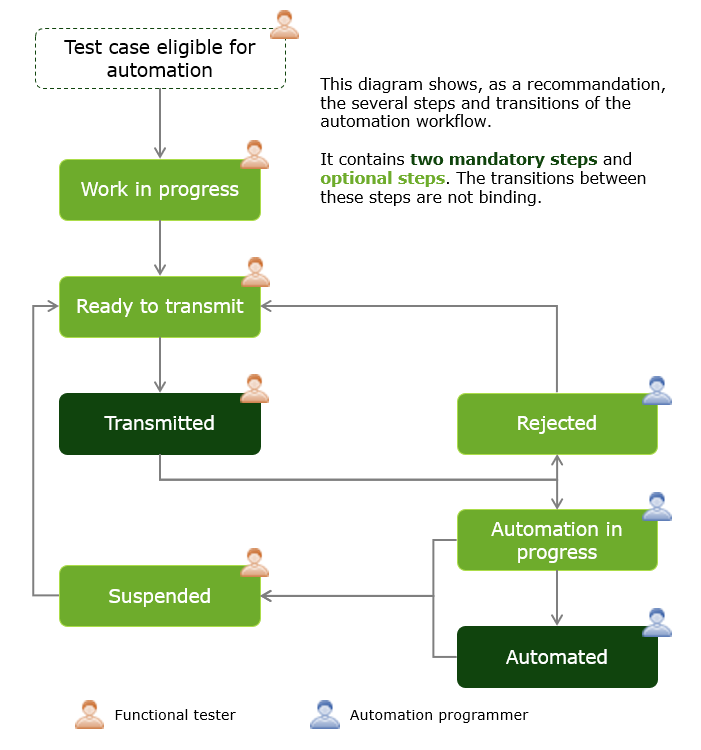 Test case eligible for
automation
This diagram shows, as a recommandation,
the several steps and transitions of the
automation workflow.
It contains two mandatory steps and
optional steps. The transitions between
these steps are not binding.
Work in progress
Ready to transmit
Transmitted
Rejected
Automation in
progress
Suspended
Automated
Functional tester
Automation programmer